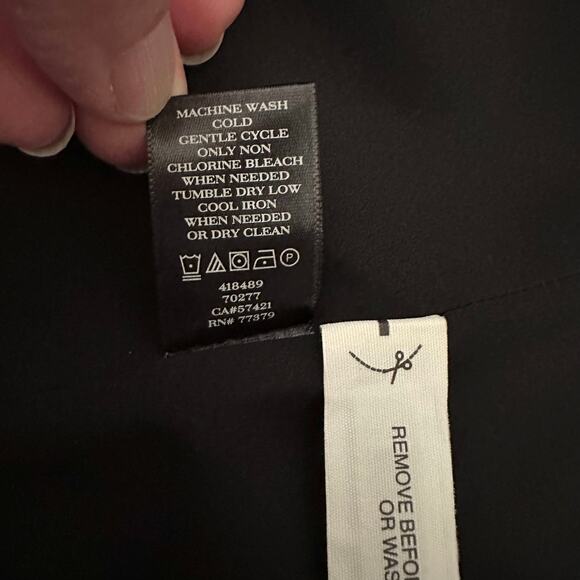 MACHINE WASH
COLD
GENTLE CYCLE
ONLY NON
CHLORINE BLEACH
WHEN NEEDED
TUMBLE DRY LOW
COOL IRON
WHEN NEEDED
OR DRY CLEAN
P
418489
70277
CA#57421
RN# 77379
REMOVE BEFO
OR WAS